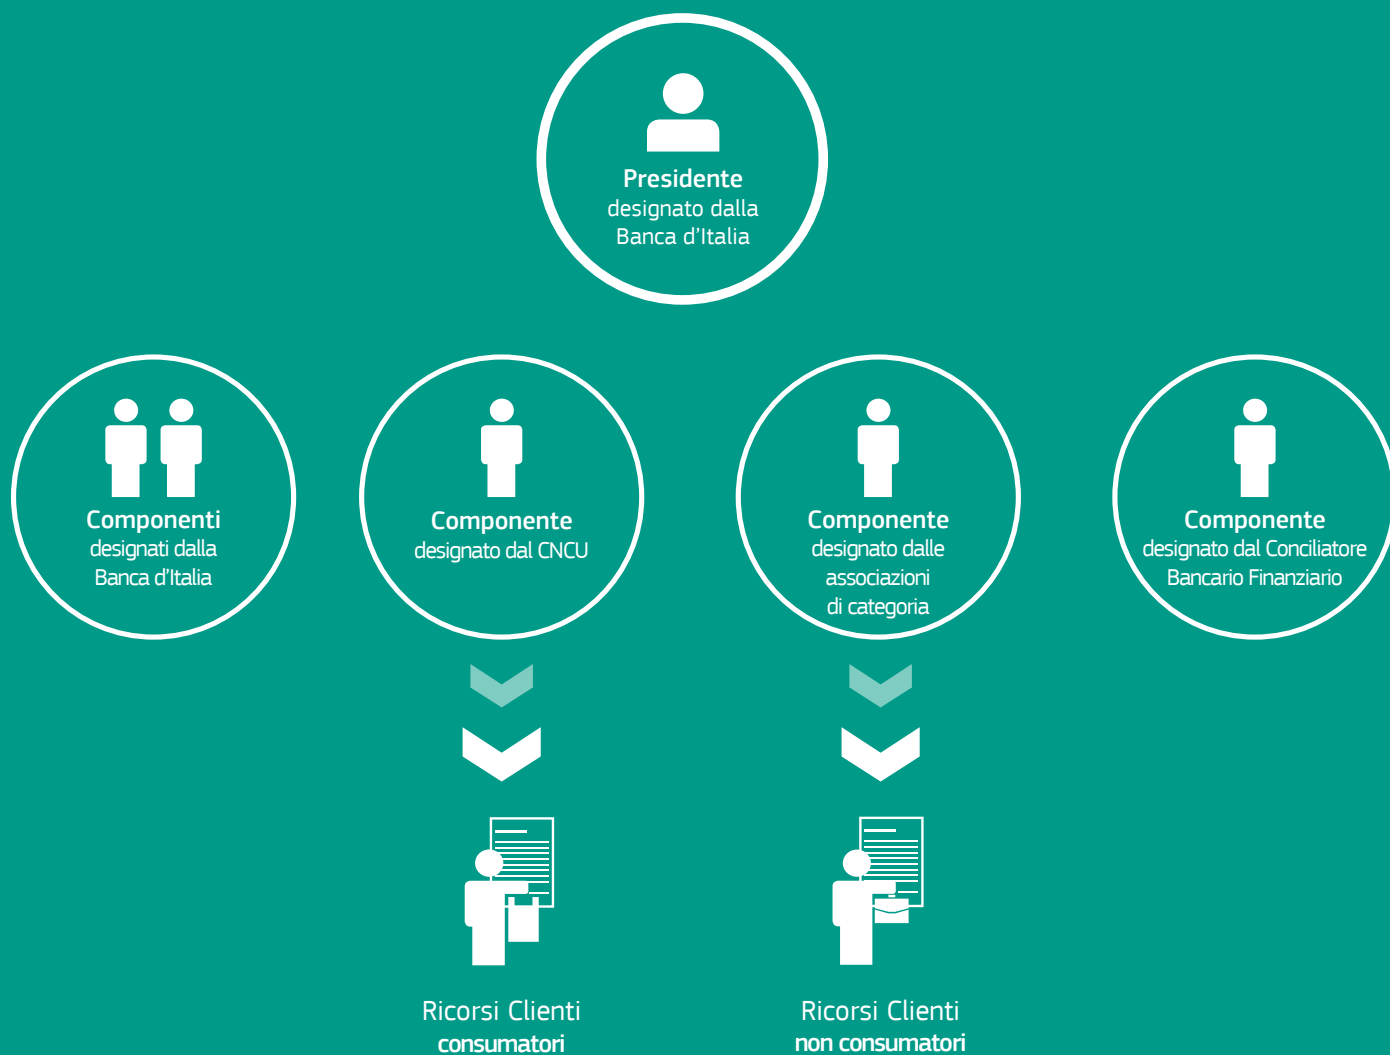 Presidente
designato dalla
Banca d'Italia
Componenti
designati dalla
Banca d'Italia
Componente
designato dal CNCU
Componente
designato dalle
associazioni
di categoria
Componente
designato dal Conciliatore
Bancario Finanziario
Ricorsi Clienti
consumatori
Ricorsi Clienti
non consumatori